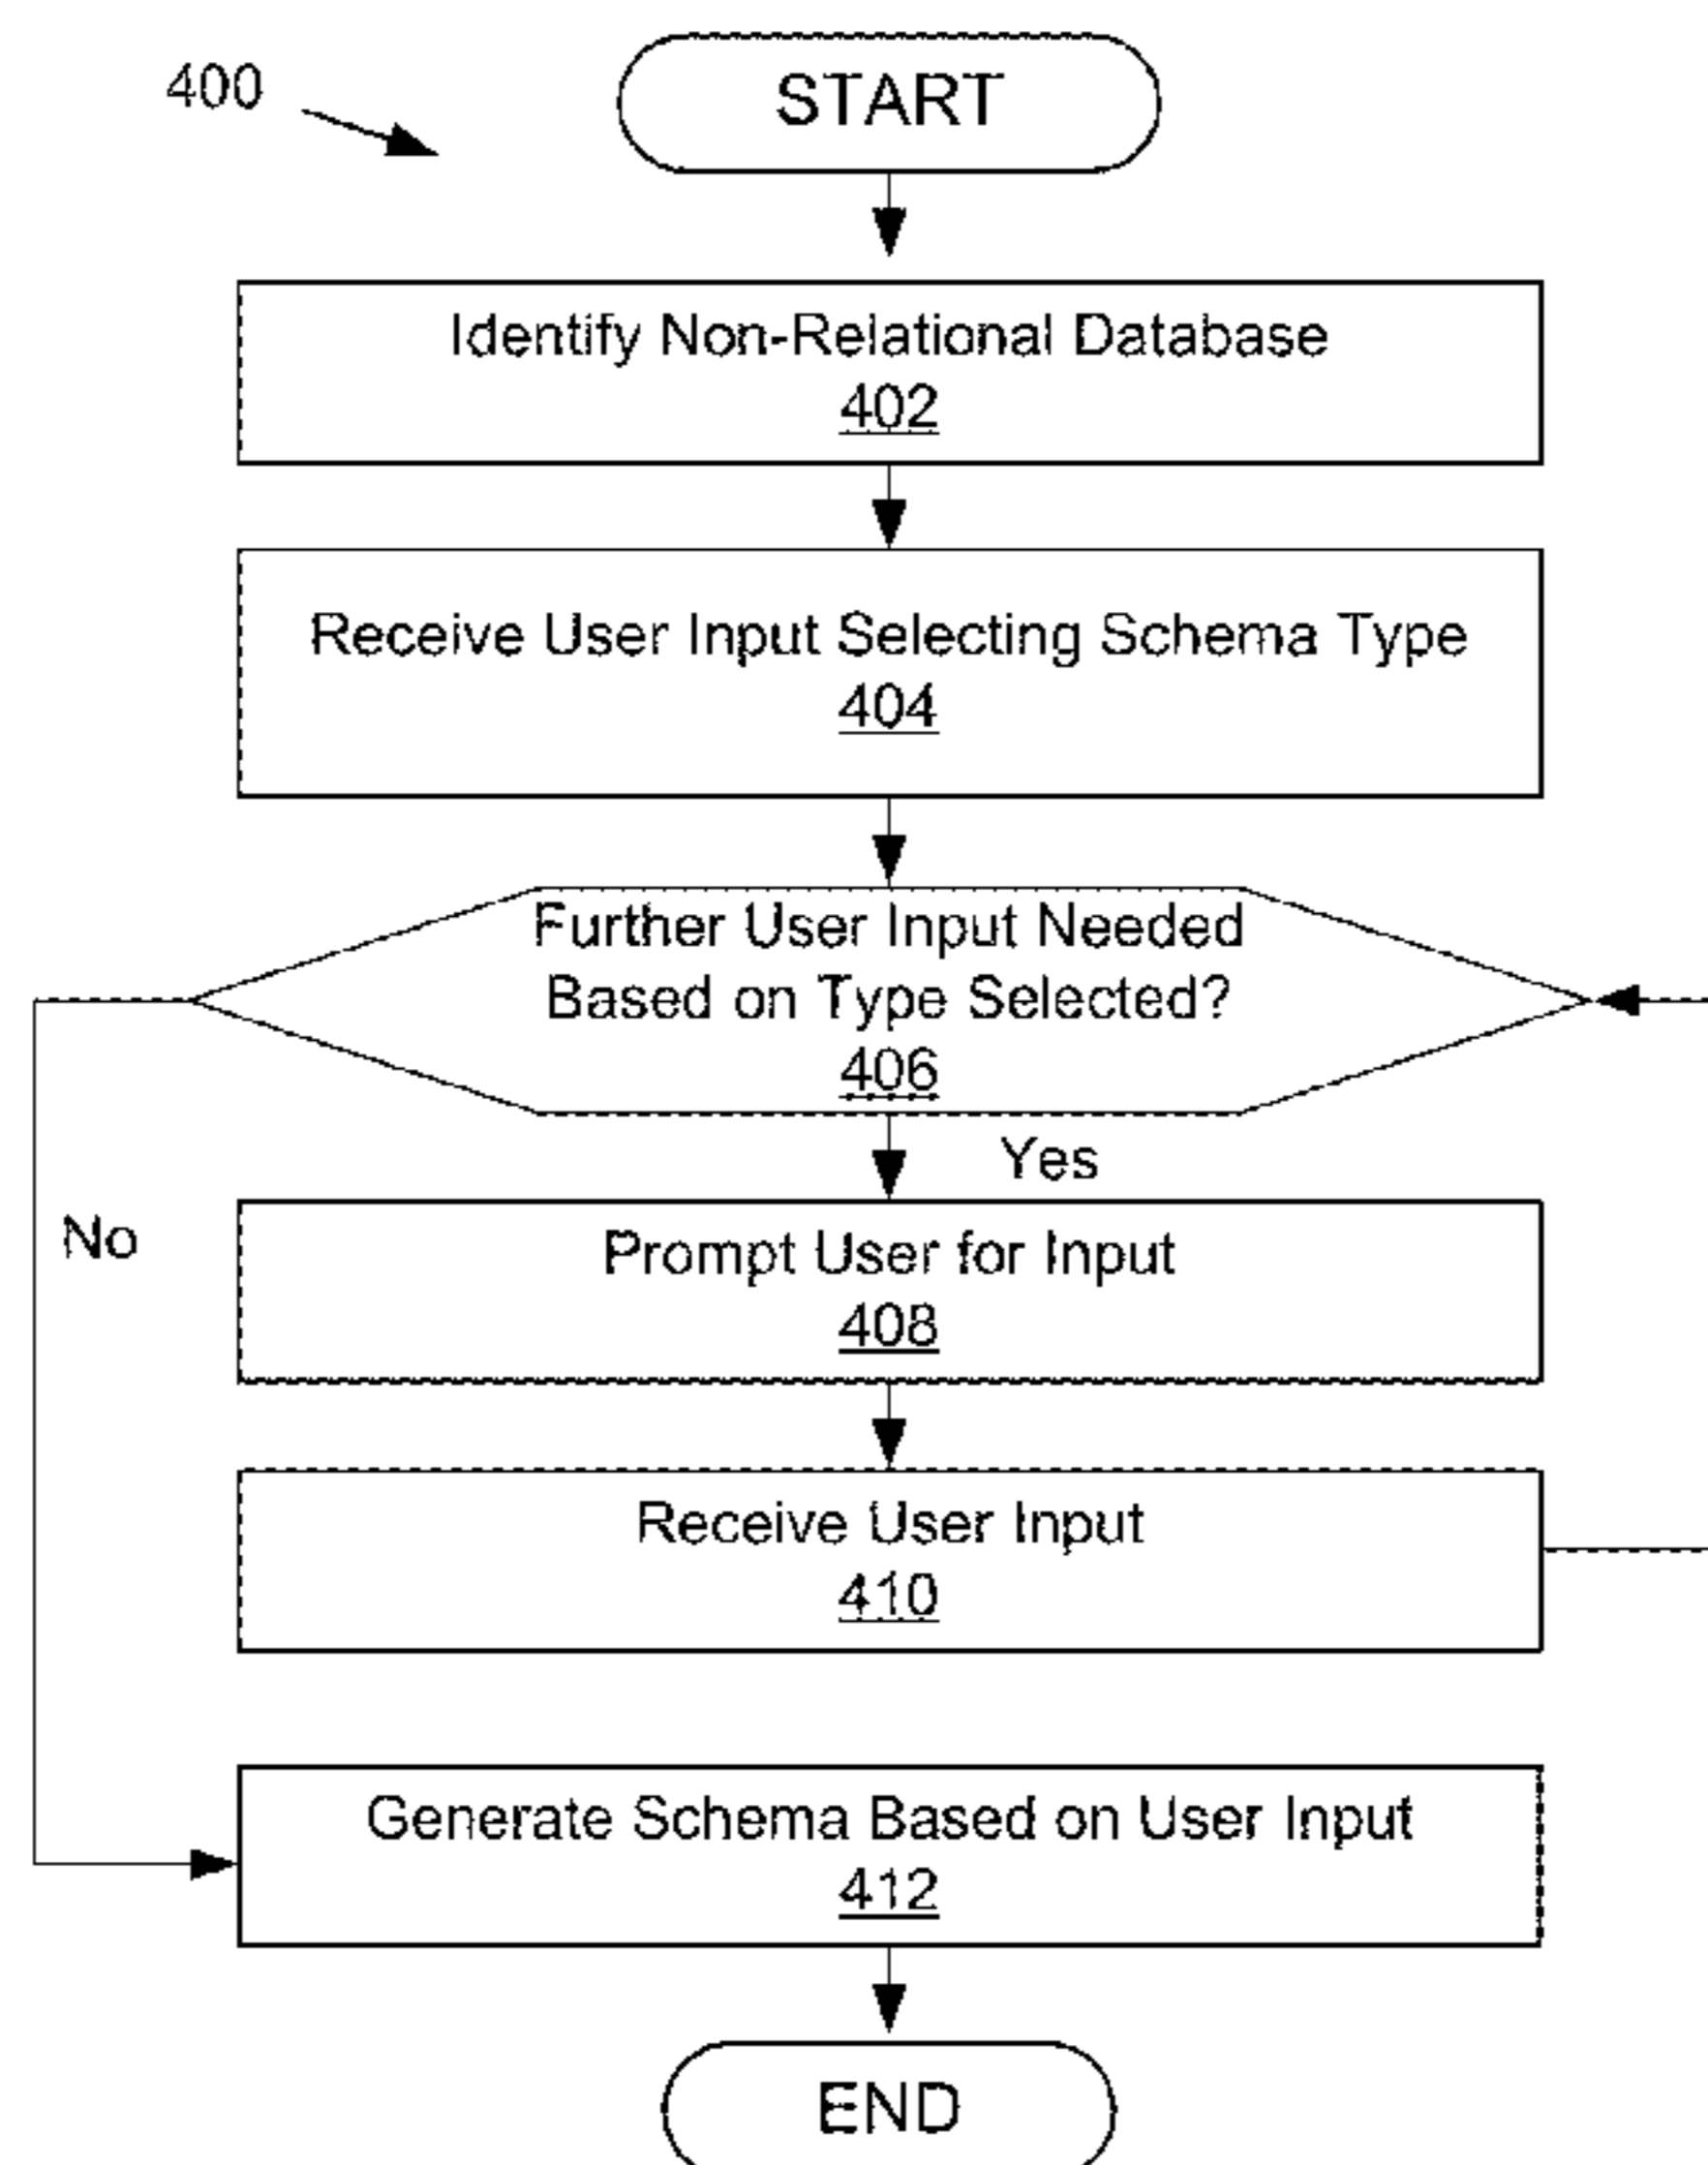 400
START
Identify Non-Relational Database
402
Receive User Input Selecting Schema Type
404
Further User Input Needed
Based on Type Selected?
406
Yes
No
Prompt User for Input
408
Receive User Input
410
Generate Schema Based on User Input
412
END